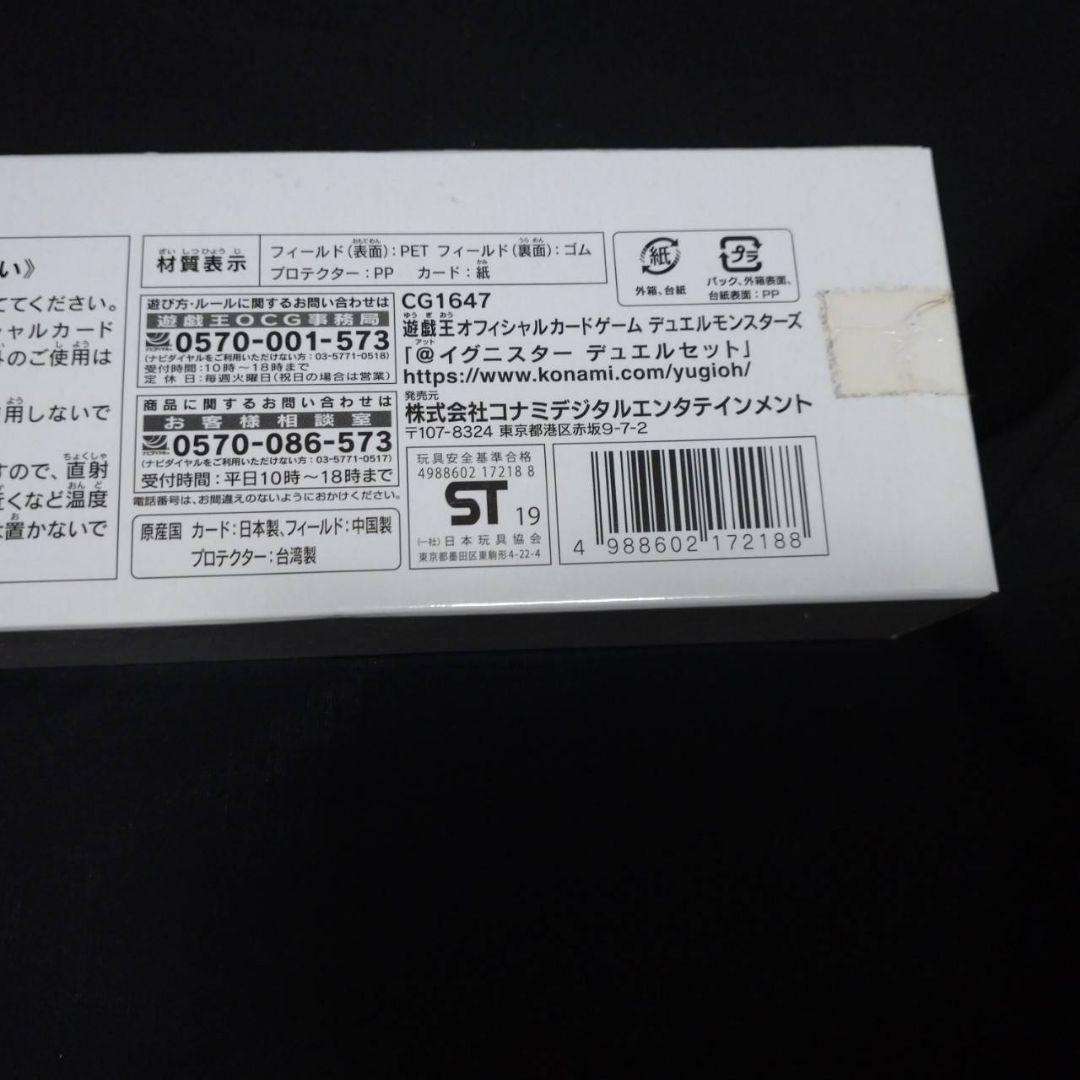 い》
てください。
シャルカード
外のご使用は
用しないで
すので、直射
近くなど温度
置かないで
材質表示
フィールド(表面):PET フィールド(裏面):ゴム
プロテクター:PP カード:紙
紙
外箱、台紙
プラ
パック、外箱表面、
台紙表面:PP
遊び方・ルールに関するお問い合わせは
遊戯王OCG事務局
0570-001-573
(ナビダイヤルをご利用いただけない方:03-5771-0518)
受付時間:10時～18時まで
定休日:毎週火曜日(祝日の場合は営業)
商品に関するお問い合わせは
お客様相談室
0570-086-573
(ナビダイヤルをご利用いただけない方:03-5771-0517)
受付時間:平日10時～18時まで
電話番号は、お間違えのないようにおかけください。
原産国 カード:日本製、フィールド:中国製
プロテクター:台湾製
CG1647
遊戯王オフィシャルカードゲーム デュエルモンスターズ
「@イグニスター デュエルセット」
https://www.konami.com/yugioh/
発売元
株式会社コナミデジタルエンタテインメント
〒107-8324 東京都港区赤坂9-7-2
玩具安全基準合格
4988602 17218 8
ST 19
(一社)日本玩具協会
東京都墨田区東駒形4-22-4
4 988602 172188